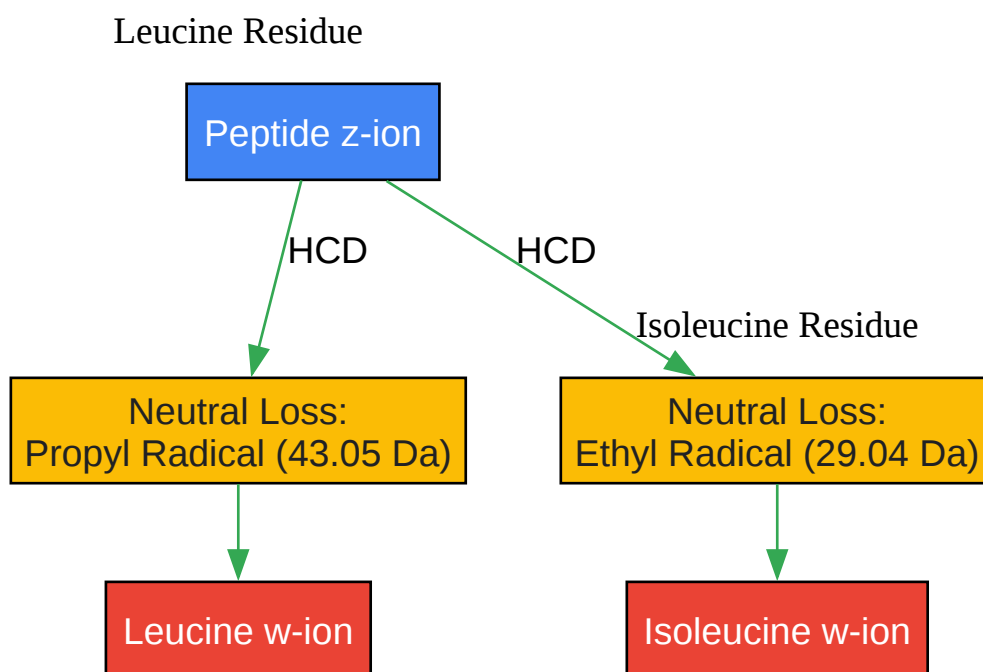 Leucine Residue
Peptide z-ion
HCD
HCD
Isoleucine Residue
Neutral Loss:
Propyl Radical (43.05 Da)
Neutral Loss:
Ethyl Radical (29.04 Da)
Leucine w-ion
Isoleucine w-ion